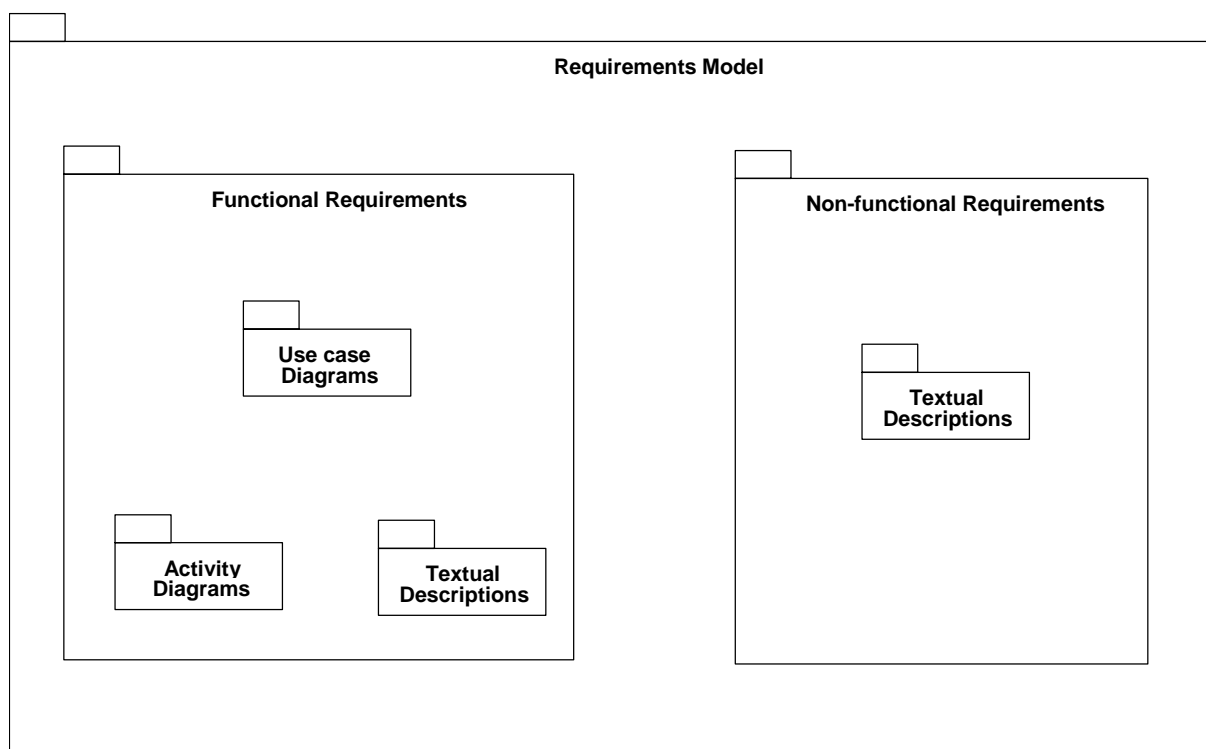 Requirements Model
Functional Requirements
Non-functional Requirements
Use case
Diagrams
Textual
Descriptions
Activity
Diagrams
Textual
Descriptions